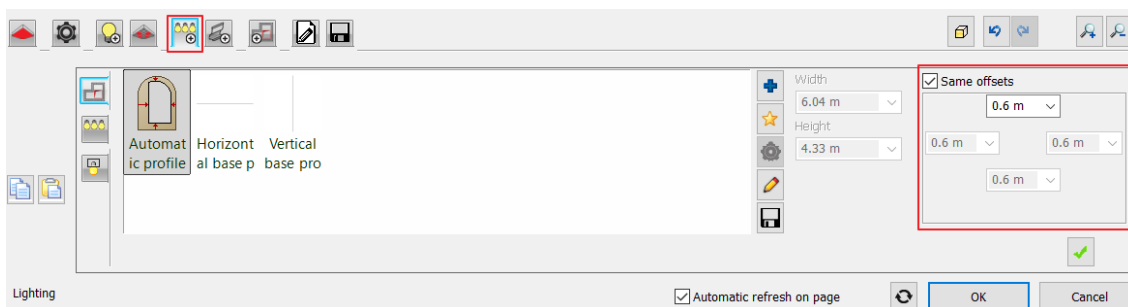 Width
Same offsets
6.04 m
0.6 m
Height
Automat
ic profile
Horizont
al base p
Vertical
base pro
4.33 m
0.6 m
0.6 m
0.6 m
Lighting
Automatic refresh on page
OK
Cancel